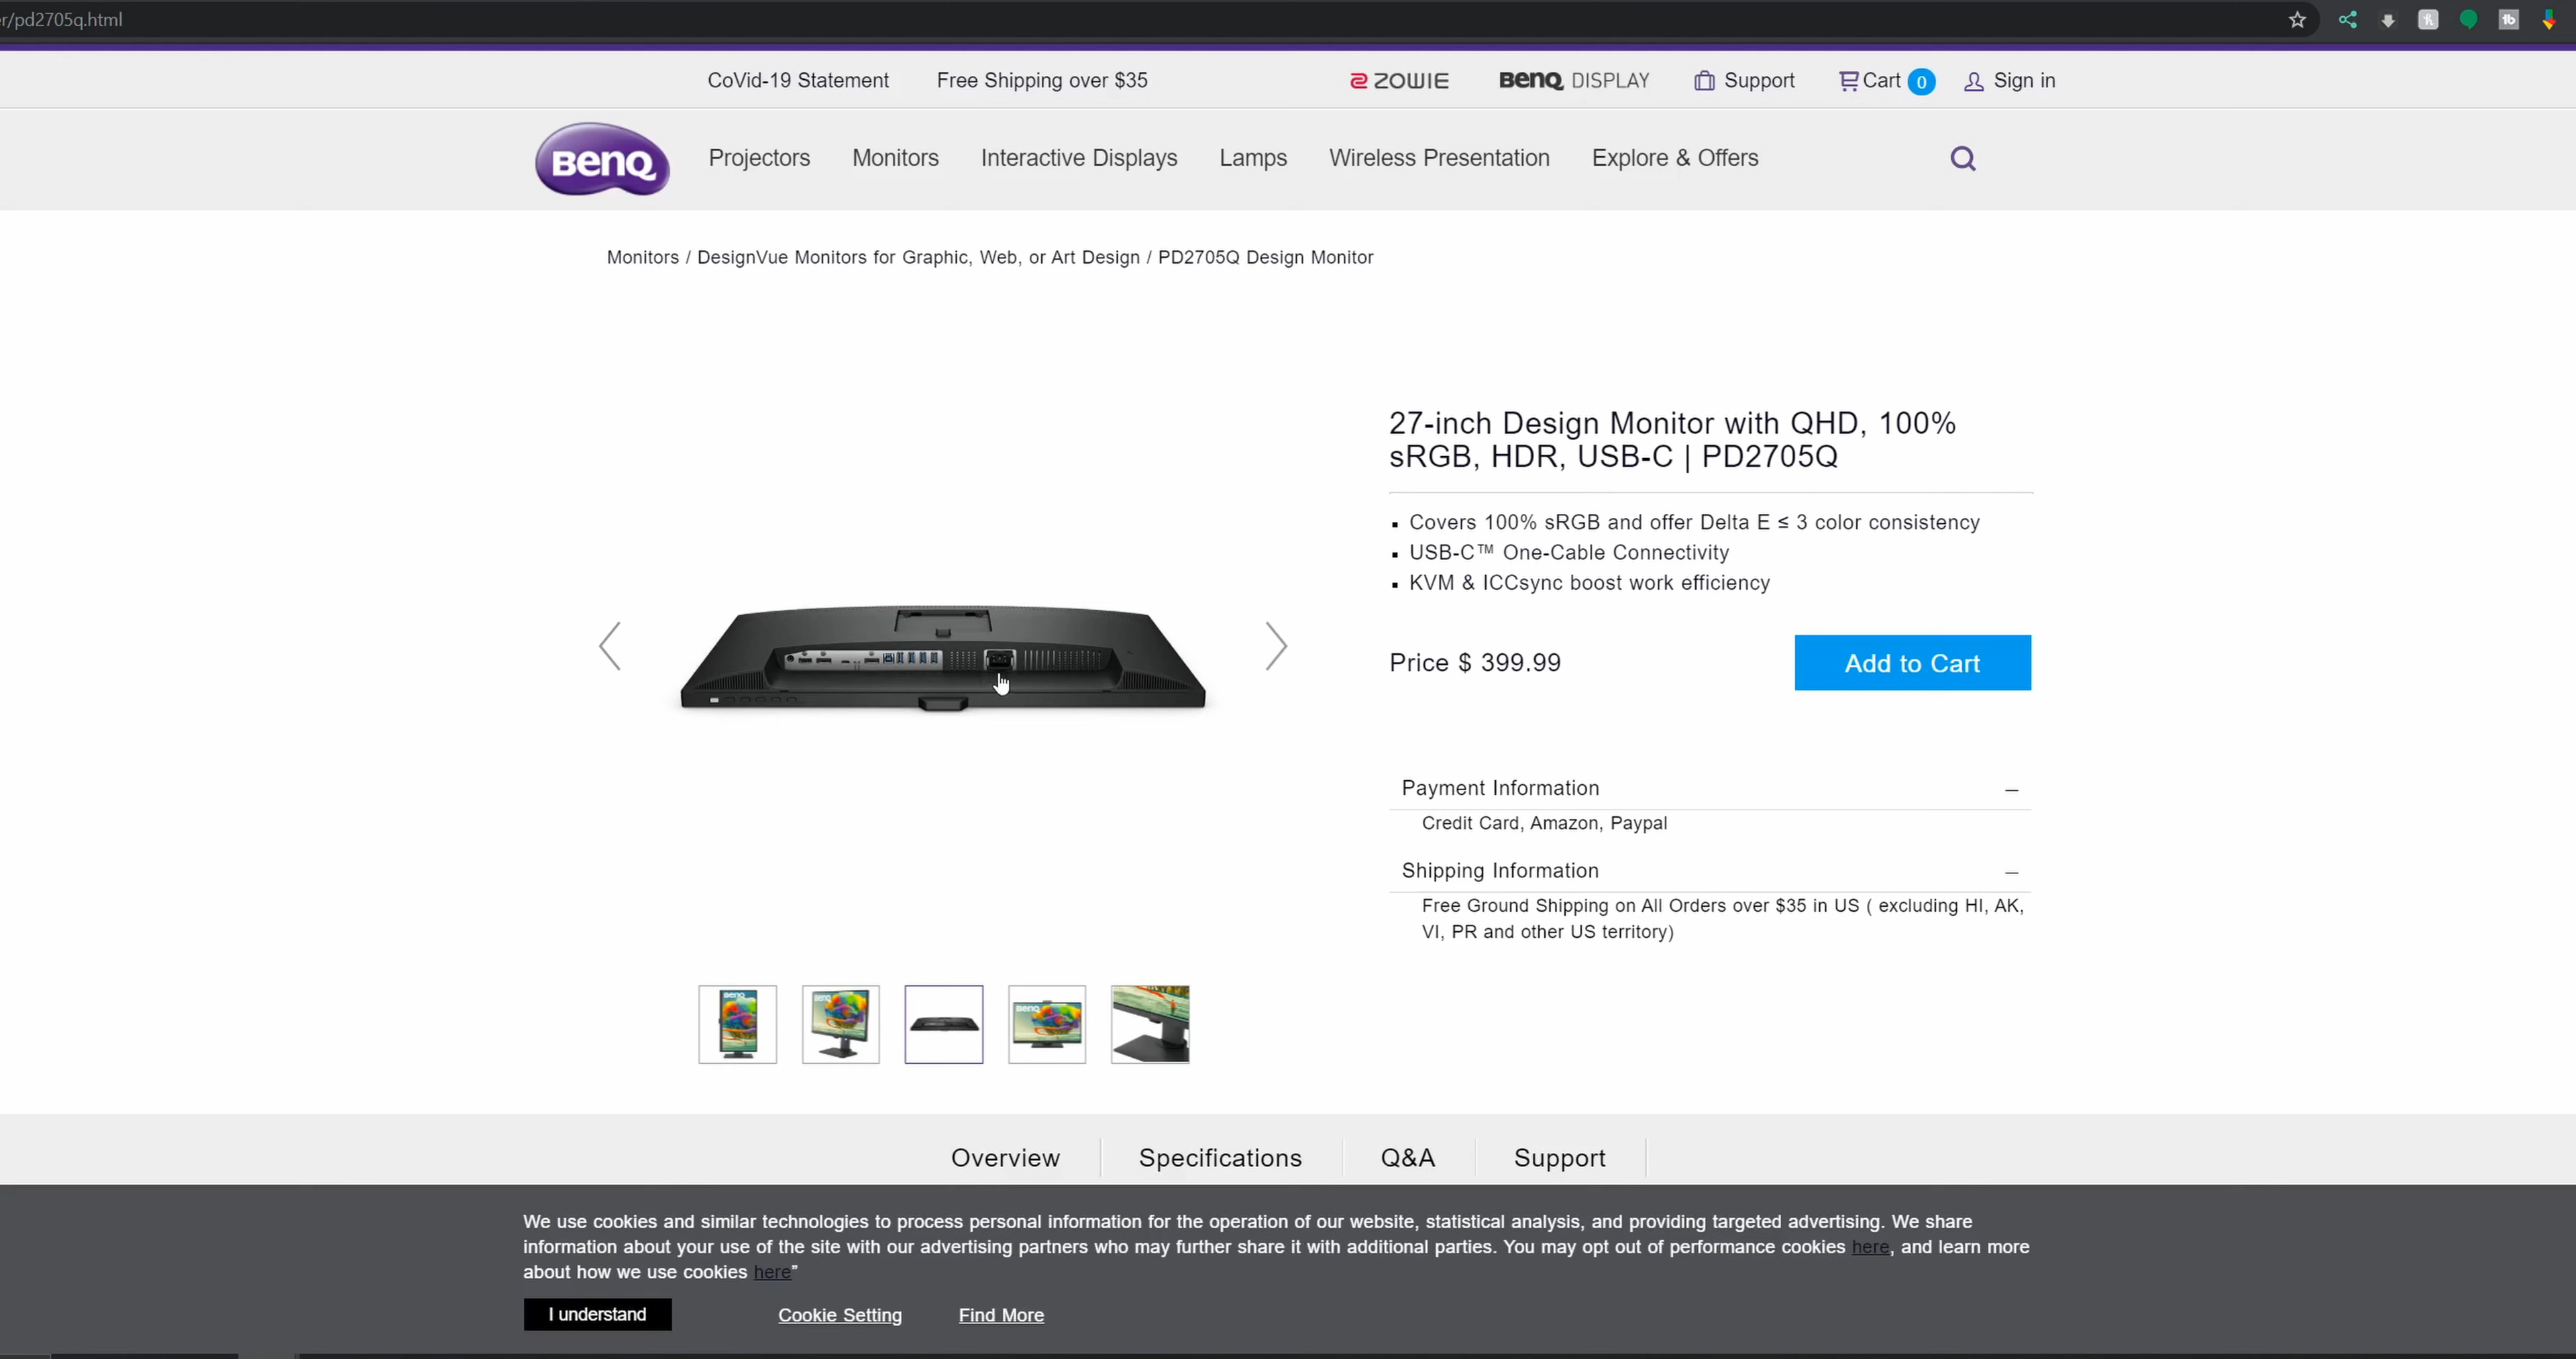 r/pd2705q.html
CoVid-19 Statement Free Shipping over $35 ZOWIE BenQ DISPLAY Support Cart 0 Sign in
BenQ Projectors Monitors Interactive Displays Lamps Wireless Presentation Explore & Offers
Monitors / DesignVue Monitors for Graphic, Web, or Art Design / PD2705Q Design Monitor
27-inch Design Monitor with QHD, 100%
sRGB, HDR, USB-C | PD2705Q
▪ Covers 100% sRGB and offer Delta E ≤ 3 color consistency
▪ USB-C™ One-Cable Connectivity
▪ KVM & ICCsync boost work efficiency
Price $ 399.99 Add to Cart
Payment Information –
Credit Card, Amazon, Paypal
Shipping Information –
Free Ground Shipping on All Orders over $35 in US ( excluding HI, AK,
VI, PR and other US territory)
BenQ BenQ BenQ
Overview Specifications Q&A Support
We use cookies and similar technologies to process personal information for the operation of our website, statistical analysis, and providing targeted advertising. We share
information about your use of the site with our advertising partners who may further share it with additional parties. You may opt out of performance cookies here, and learn more
about how we use cookies here”
I understand Cookie Setting Find More